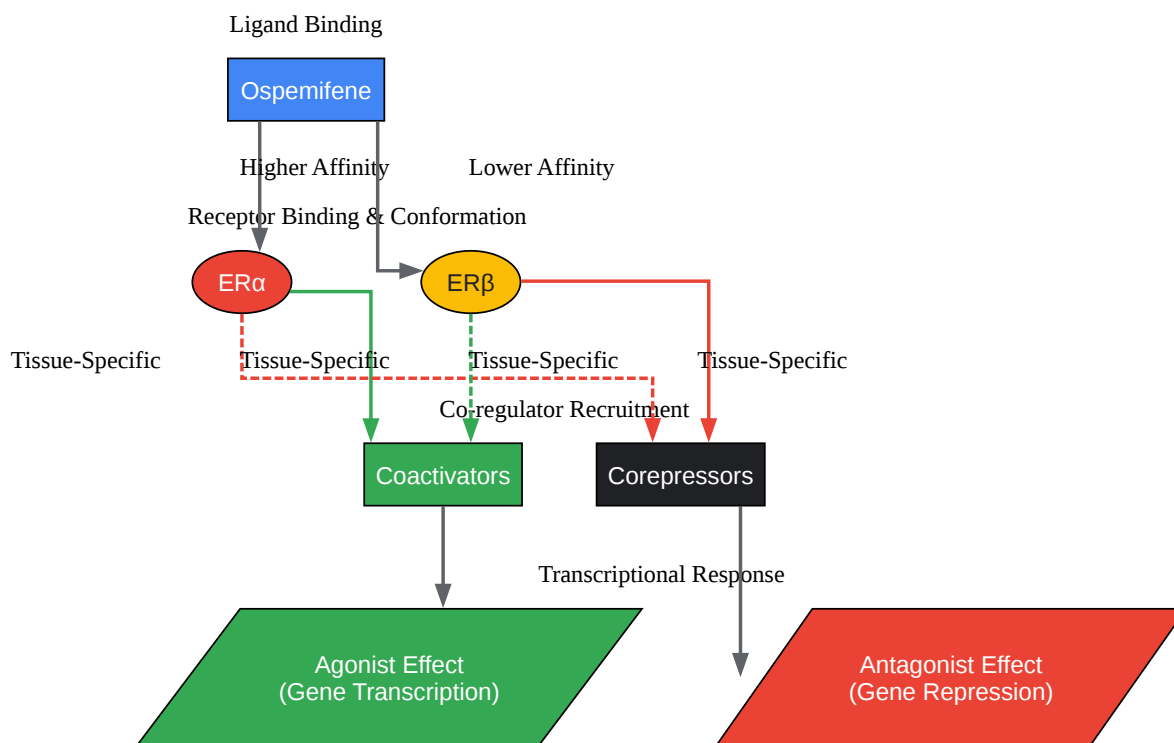 Ligand Binding
Ospemifene
Higher Affinity
Lower Affinity
Receptor Binding & Conformation
ERα
ERβ
Tissue-Specific
Tissue-Specific
Tissue-Specific
Tissue-Specific
Co-regulator Recruitment
Coactivators
Corepressors
Transcriptional Response
Agonist Effect
(Gene Transcription)
Antagonist Effect
(Gene Repression)